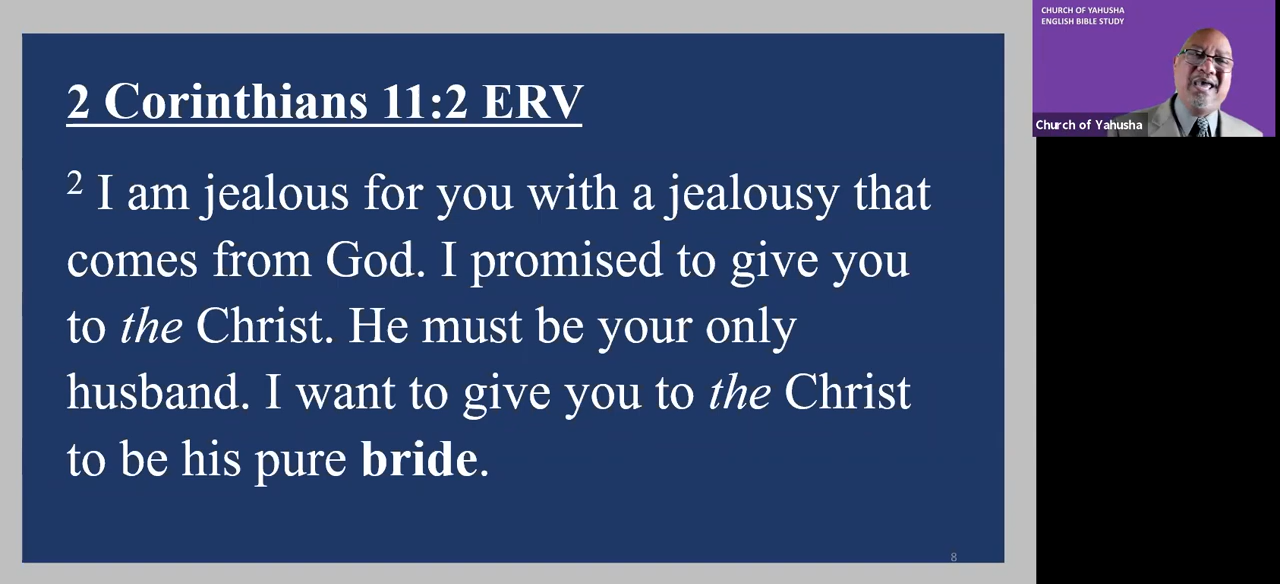 2 Corinthians 11:2 ERV
2 I am jealous for you with a jealousy that
comes from God. I promised to give you
to the Christ. He must be your only
husband. I want to give you to the Christ
to be his pure bride.
8
CHURCH OF YAHUSHA
ENGLISH BIBLE STUDY
Church of Yahusha